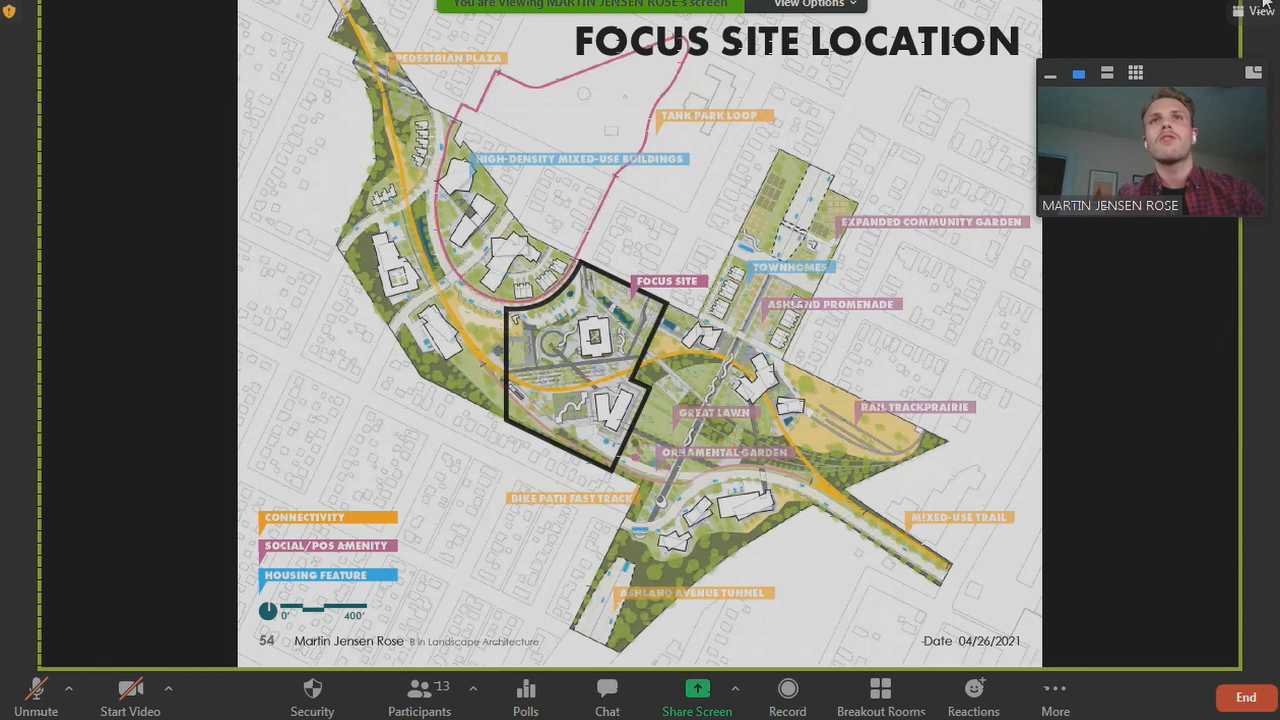 You are viewing MARTIN JENSEN ROSE's screen
View Options
View
FOCUS SITE LOCATION
PEDESTRIAN PLAZA
TANK PARK LOOP
HIGH-DENSITY MIXED-USE BUILDINGS
MARTIN JENSEN ROSE
EXPANDED COMMUNITY GARDEN
TOWNHOMES
FOCUS SITE
ASHLAND PROMENADE
RAIL TRACKPRAIRIE
GREAT LAWN
ORNAMENTAL GARDEN
BIKE PATH FAST TRACK
MIXED-USE TRAIL
CONNECTIVITY
SOCIAL/POS AMENITY
HOUSING FEATURE
ASHLAND AVENUE TUNNEL
0' 400'
54 Martin Jensen Rose B in Landscape Architecture
Date 04/26/2021
13
Unmute Start Video Security Participants Polls Chat Share Screen Record Breakout Rooms Reactions More End